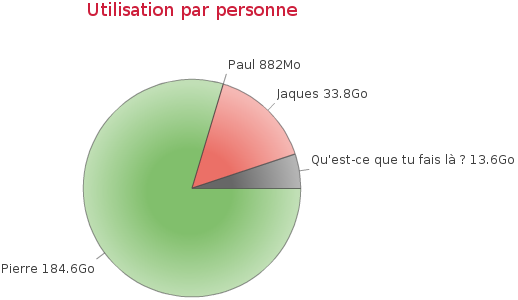 Utilisation par personne
Paul 882Mo
Jaques 33.8Go
Qu'est-ce que tu fais là ? 13.6Go
Pierre 184.6Go